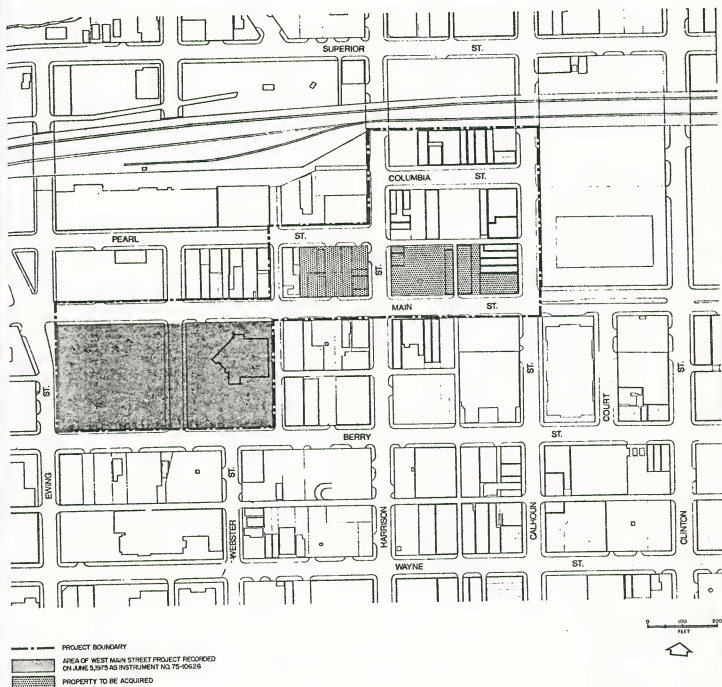 SUPERIOR ST.
COLUMBIA ST.
PEARL ST.
ST.
MAIN ST.
ST.
ST.
ST.
COURT
BERRY ST.
EWING
ST.
WEBSTER
HARRISON
CALHOUN
CLINTON
WAYNE ST.
0 100 200
FEET
PROJECT BOUNDARY
AREA OF WEST MAIN STREET PROJECT RECORDED
ON JUNE 5,1975 AS INSTRUMENT NO. 75-10626
PROPERTY TO BE ACQUIRED